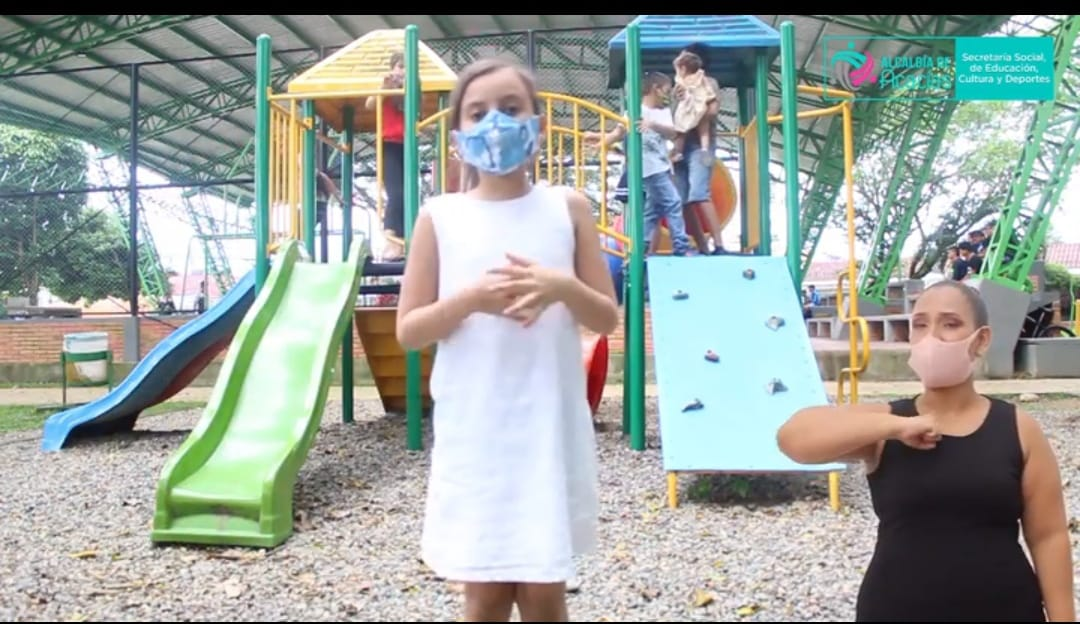 ALCALDÍA DE
Acacías
Secretaría Social,
de Educación,
Cultura y Deportes